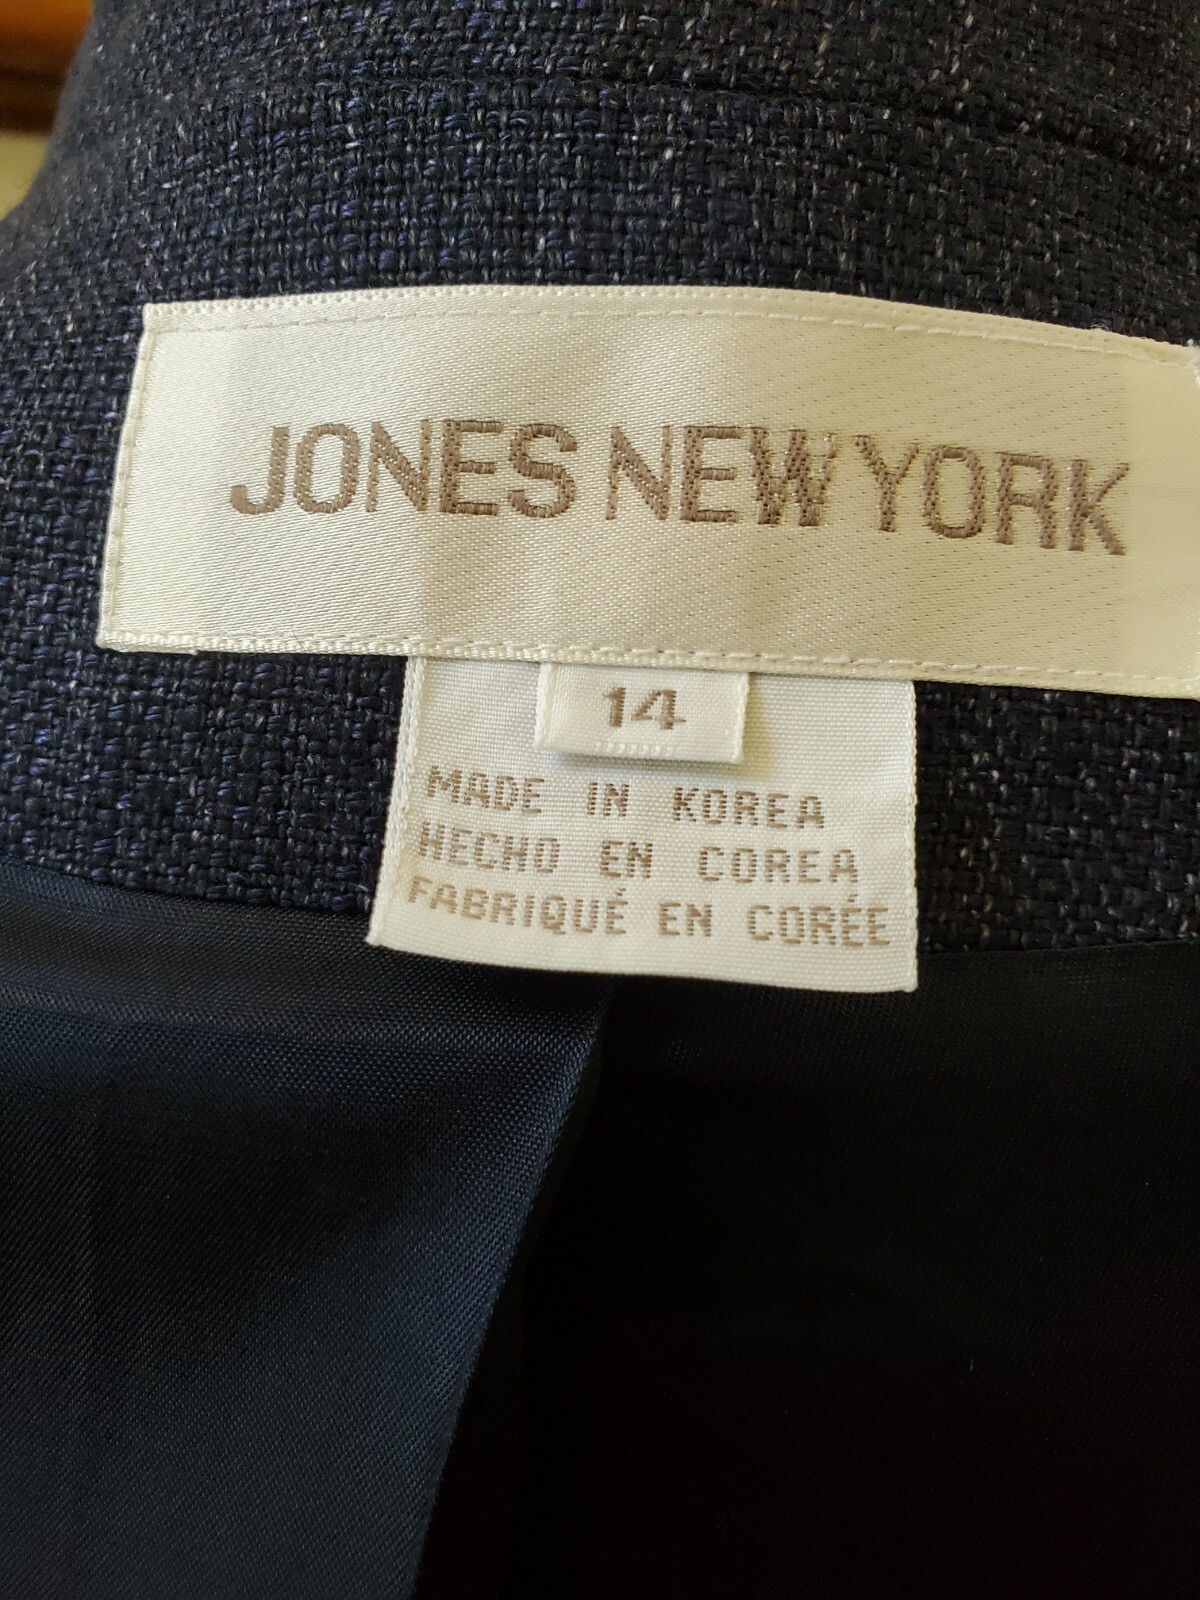 JONES NEW YORK
14
MADE IN KOREA
HECHO EN COREA
FABRIQUÉ EN CORÉE